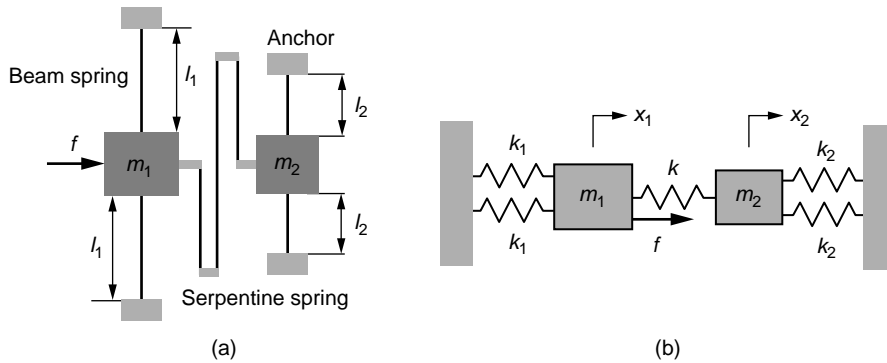 Anchor
Beam spring
l1
l2
f
m1
m2
l1
l2
Serpentine spring
(a)
x1
x2
k1
k2
k
m1
m2
k1
f
k2
(b)